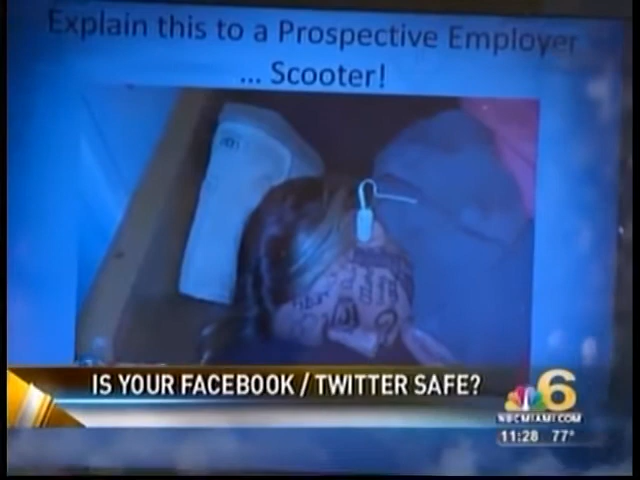 Explain this to a Prospective Employer
... Scooter!
IS YOUR FACEBOOK / TWITTER SAFE?
6
NBCMIAMI.COM
11:28 77°